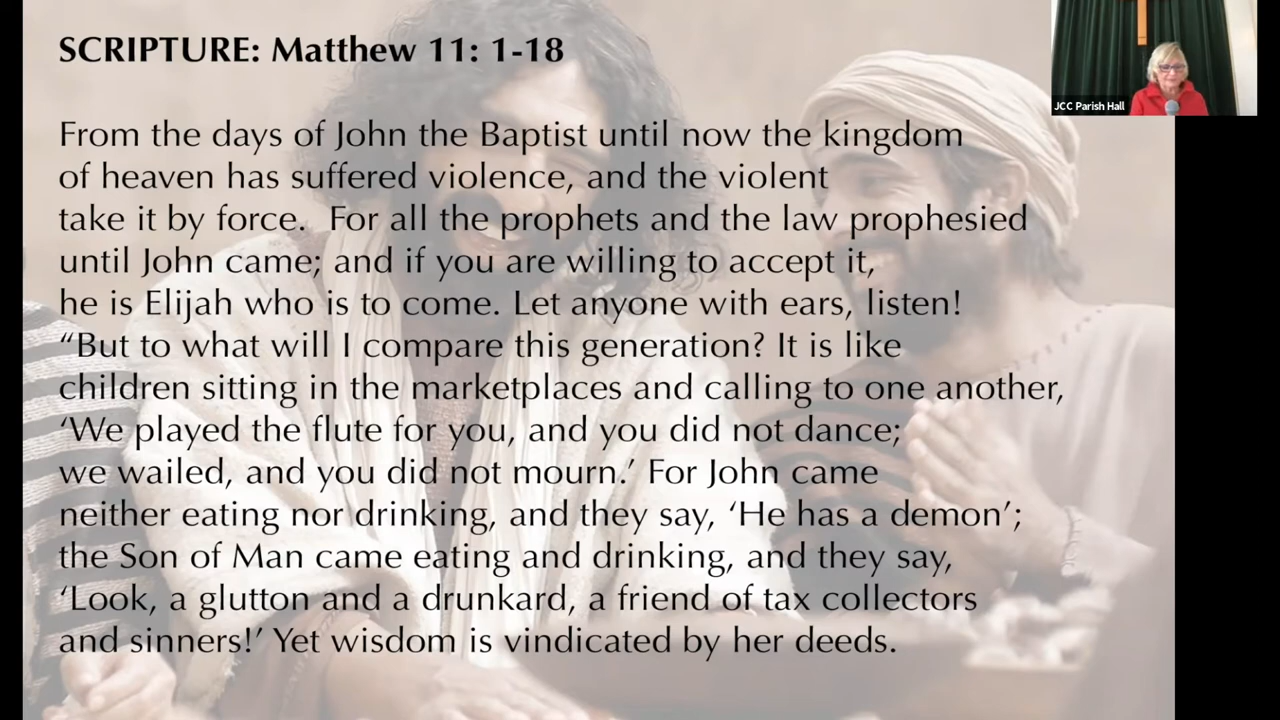 SCRIPTURE: Matthew 11: 1-18
JCC Parish Hall
From the days of John the Baptist until now the kingdom
of heaven has suffered violence, and the violent
take it by force.  For all the prophets and the law prophesied
until John came; and if you are willing to accept it,
he is Elijah who is to come. Let anyone with ears, listen!
“But to what will I compare this generation? It is like
children sitting in the marketplaces and calling to one another,
‘We played the flute for you, and you did not dance;
we wailed, and you did not mourn.’ For John came
neither eating nor drinking, and they say, ‘He has a demon’;
the Son of Man came eating and drinking, and they say,
‘Look, a glutton and a drunkard, a friend of tax collectors
and sinners!’ Yet wisdom is vindicated by her deeds.